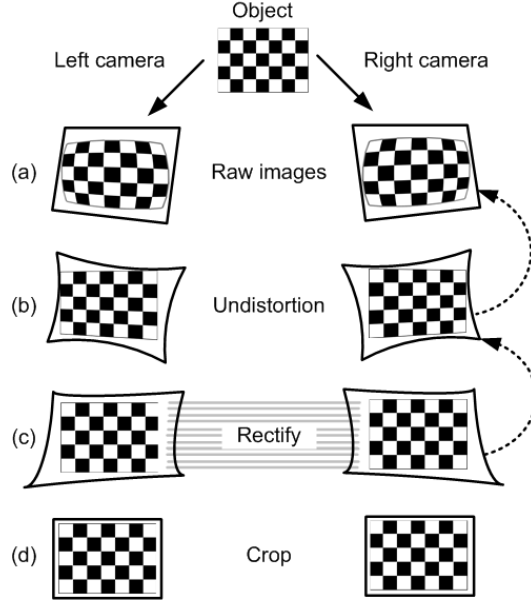 Object
Left camera
Right camera
(a)
Raw images
(b)
Undistortion
(c)
Rectify
(d)
Crop